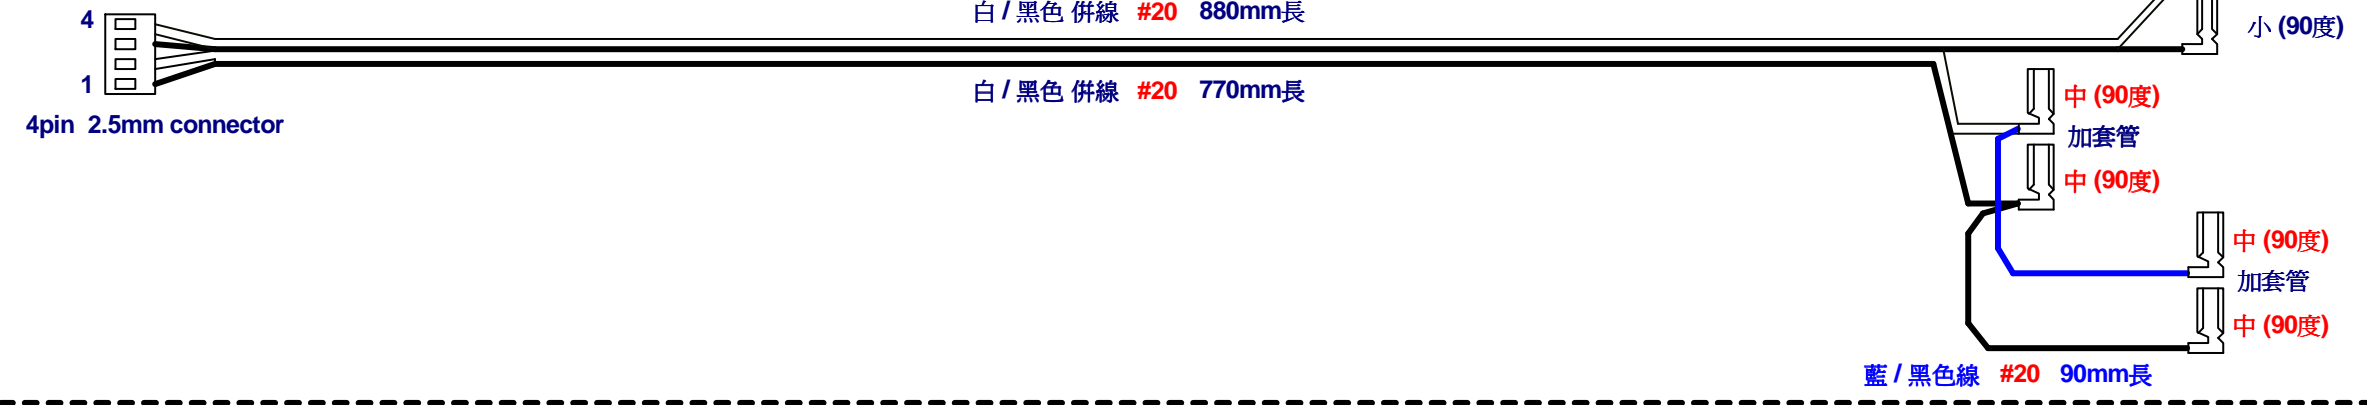 白 / 黑色 併線 #20 880mm長
4
小 (90度)
1
白 / 黑色 併線 #20 770mm長
中 (90度)
4pin 2.5mm connector
加套管
中 (90度)
中 (90度)
加套管
中 (90度)
藍 / 黑色線 #20 90mm長